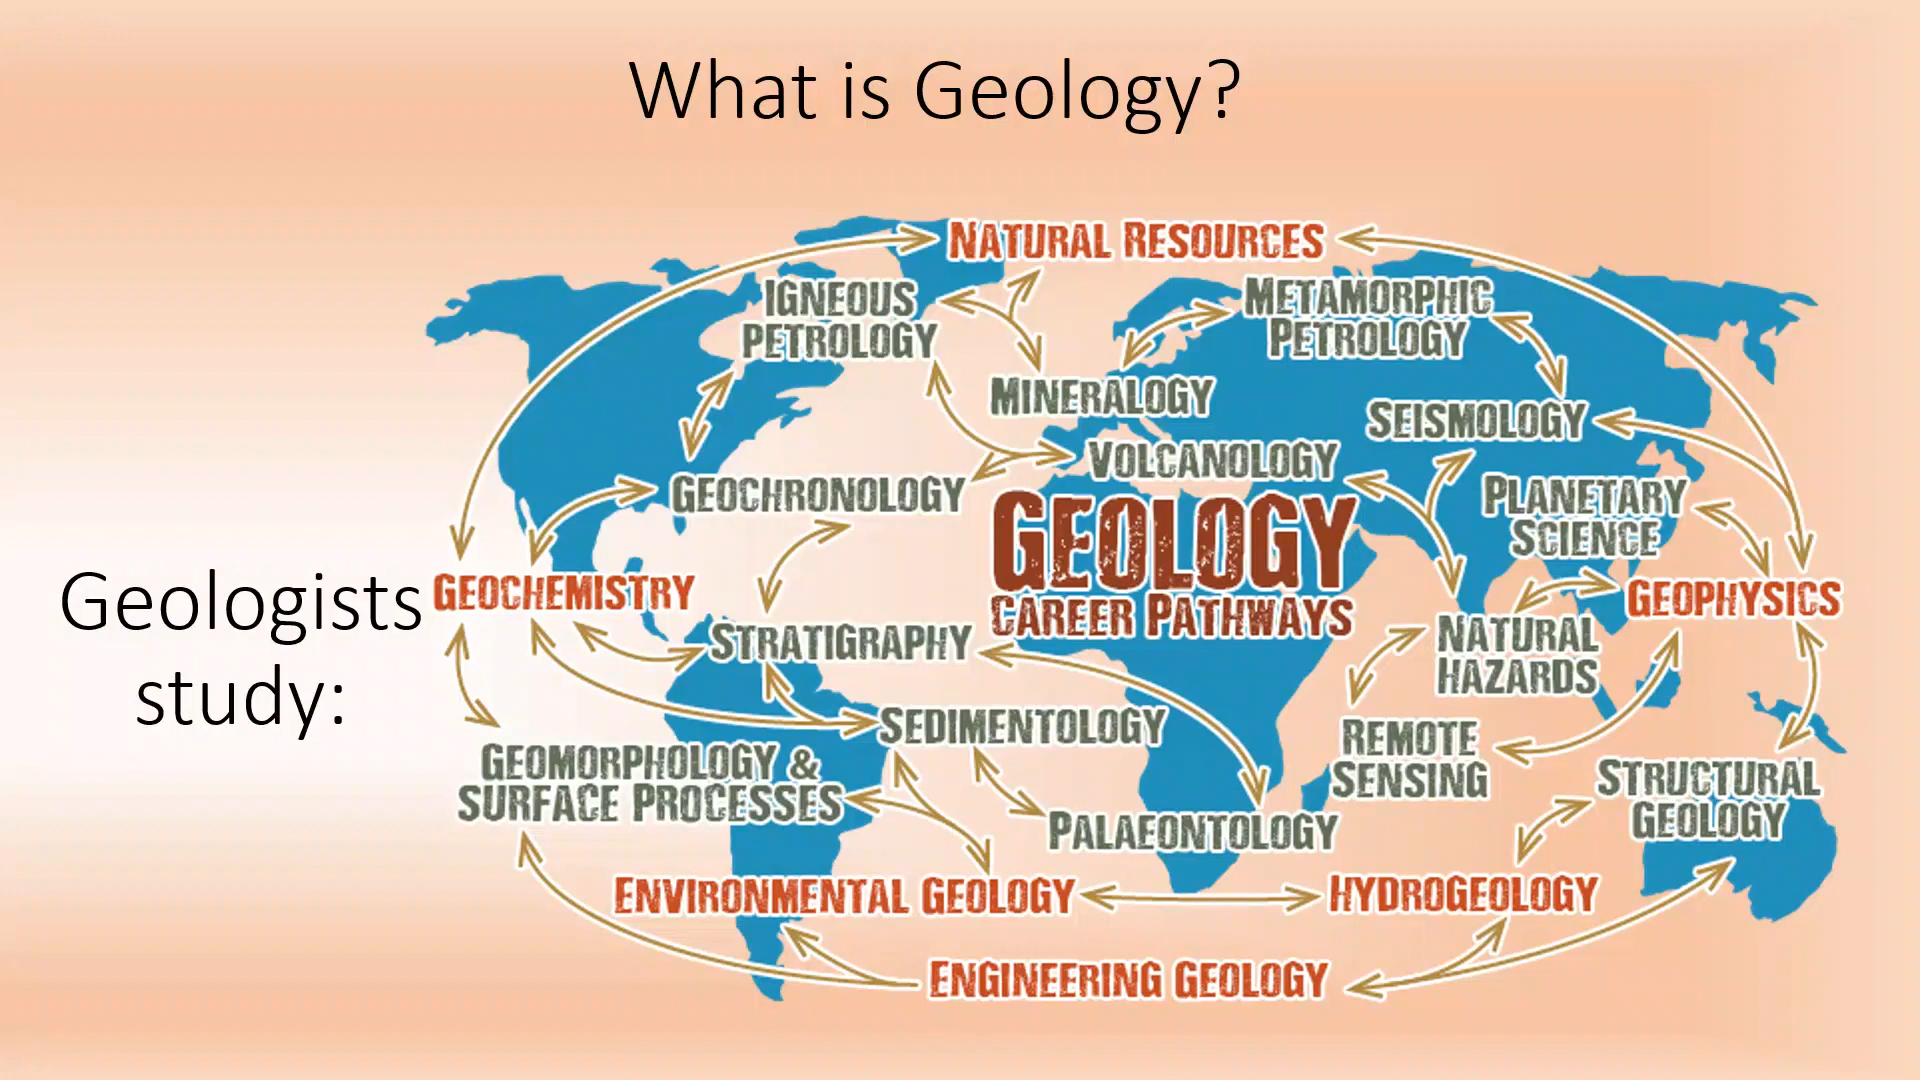 What is Geology?
Geologists
study:
NATURAL RESOURCES
IGNEOUS
PETROLOGY
METAMORPHIC
PETROLOGY
MINERALOGY
SEISMOLOGY
VOLCANOLOGY
GEOCHRONOLOGY
PLANETARY
SCIENCE
GEOLOGY
CAREER PATHWAYS
GEOCHEMISTRY
GEOPHYSICS
STRATIGRAPHY
NATURAL
HAZARDS
SEDIMENTOLOGY
REMOTE
SENSING
GEOMORPHOLOGY &
SURFACE PROCESSES
STRUCTURAL
GEOLOGY
PALAEONTOLOGY
ENVIRONMENTAL GEOLOGY
HYDROGEOLOGY
ENGINEERING GEOLOGY